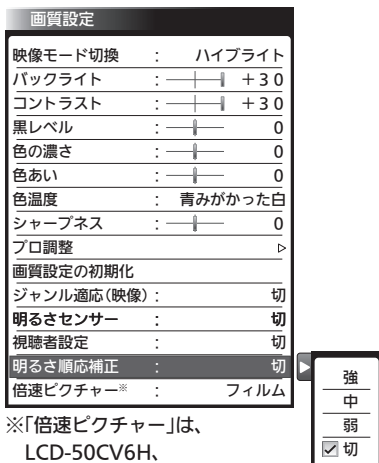 画質設定
映像モード切換 : ハイブライト
バックライト : +30
コントラスト : +30
黒レベル : 0
色の濃さ : 0
色あい : 0
色温度 : 青みがかった白
シャープネス : 0
プロ調整
画質設定の初期化
ジャンル適応(映像) : 切
明るさセンサー : 切
視聴者設定 : 切
明るさ順応補正 : 切
倍速ピクチャー※ : フィルム
強
中
弱
切
※「倍速ピクチャー」は、
LCD-50CV6H、